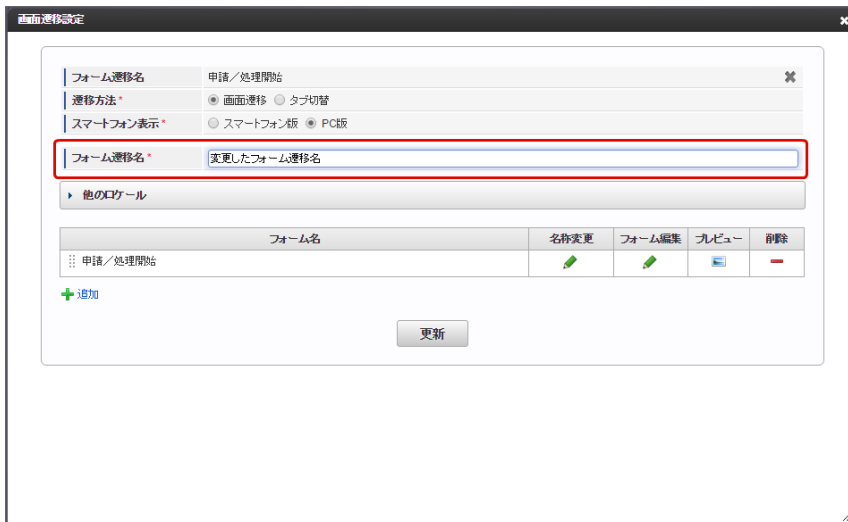 画面遷移設定
フォーム遷移名 申請／処理開始
遷移方法* 画面遷移 タブ切替
スマートフォン表示* スマートフォン版 PC版
フォーム遷移名* 変更したフォーム遷移名
他のロケール
フォーム名 名称変更 フォーム編集 プレビュー 削除
申請／処理開始
追加
更新